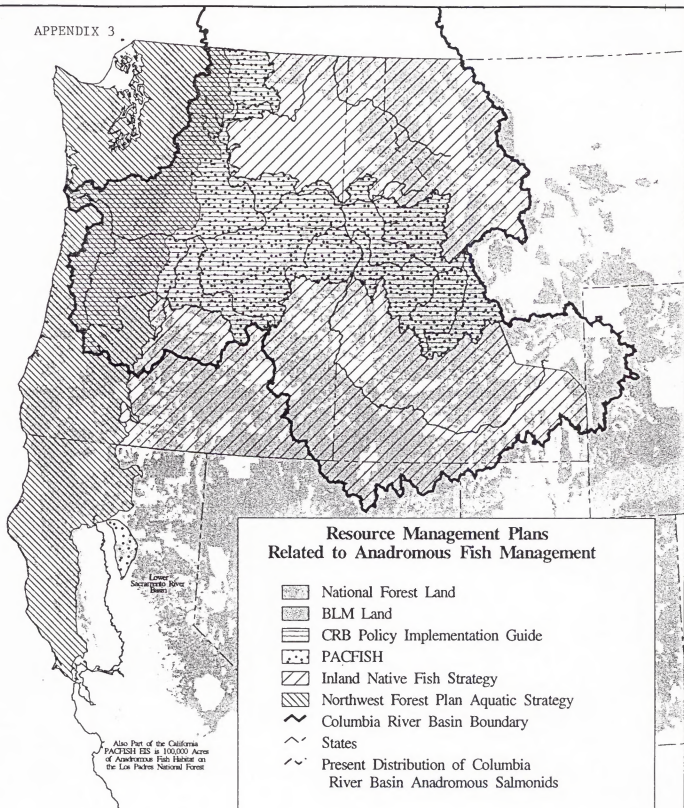 APPENDIX 3
Lower
Sacramento River
Basin
Also Part of the California
PACFISH EIS is 100,000 Acres
of Anadromous Fish Habitat on
the Los Padres National Forest
Resource Management Plans
Related to Anadromous Fish Management
National Forest Land
BLM Land
CRB Policy Implementation Guide
PACFISH
Inland Native Fish Strategy
Northwest Forest Plan Aquatic Strategy
Columbia River Basin Boundary
States
Present Distribution of Columbia
River Basin Anadromous Salmonids